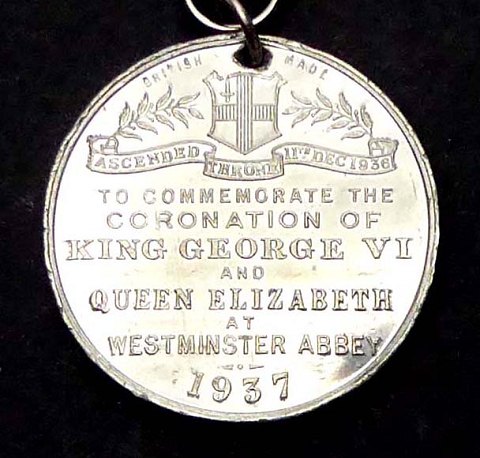 BRITISH MADE
ASCENDED THRONE 11TH DEC 1936
TO COMMEMORATE THE
CORONATION OF
KING GEORGE VI
AND
QUEEN ELIZABETH
AT
WESTMINSTER ABBEY
1937